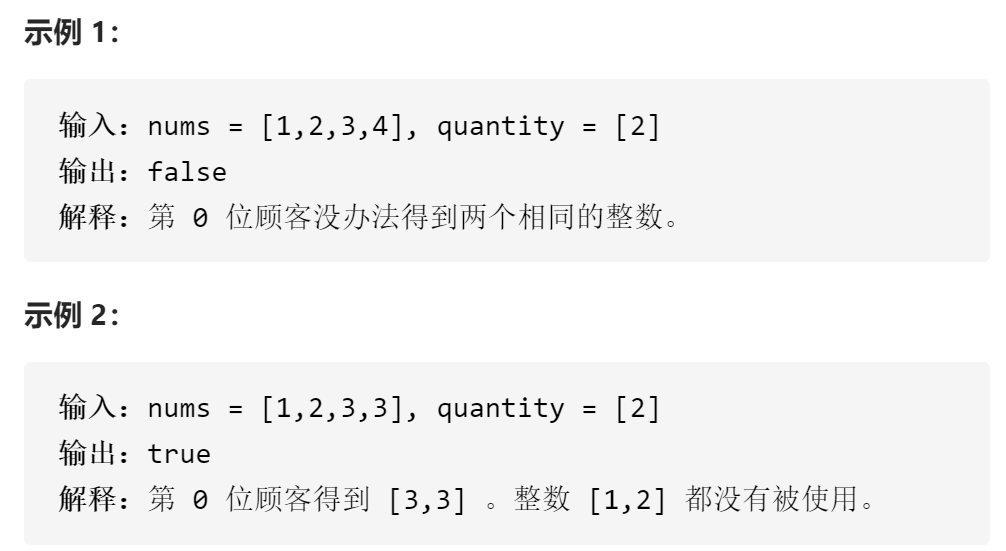 示例 1：
输入：nums = [1,2,3,4], quantity = [2]
输出：false
解释：第 0 位顾客没办法得到两个相同的整数。
示例 2：
输入：nums = [1,2,3,3], quantity = [2]
输出：true
解释：第 0 位顾客得到 [3,3] 。整数 [1,2] 都没有被使用。